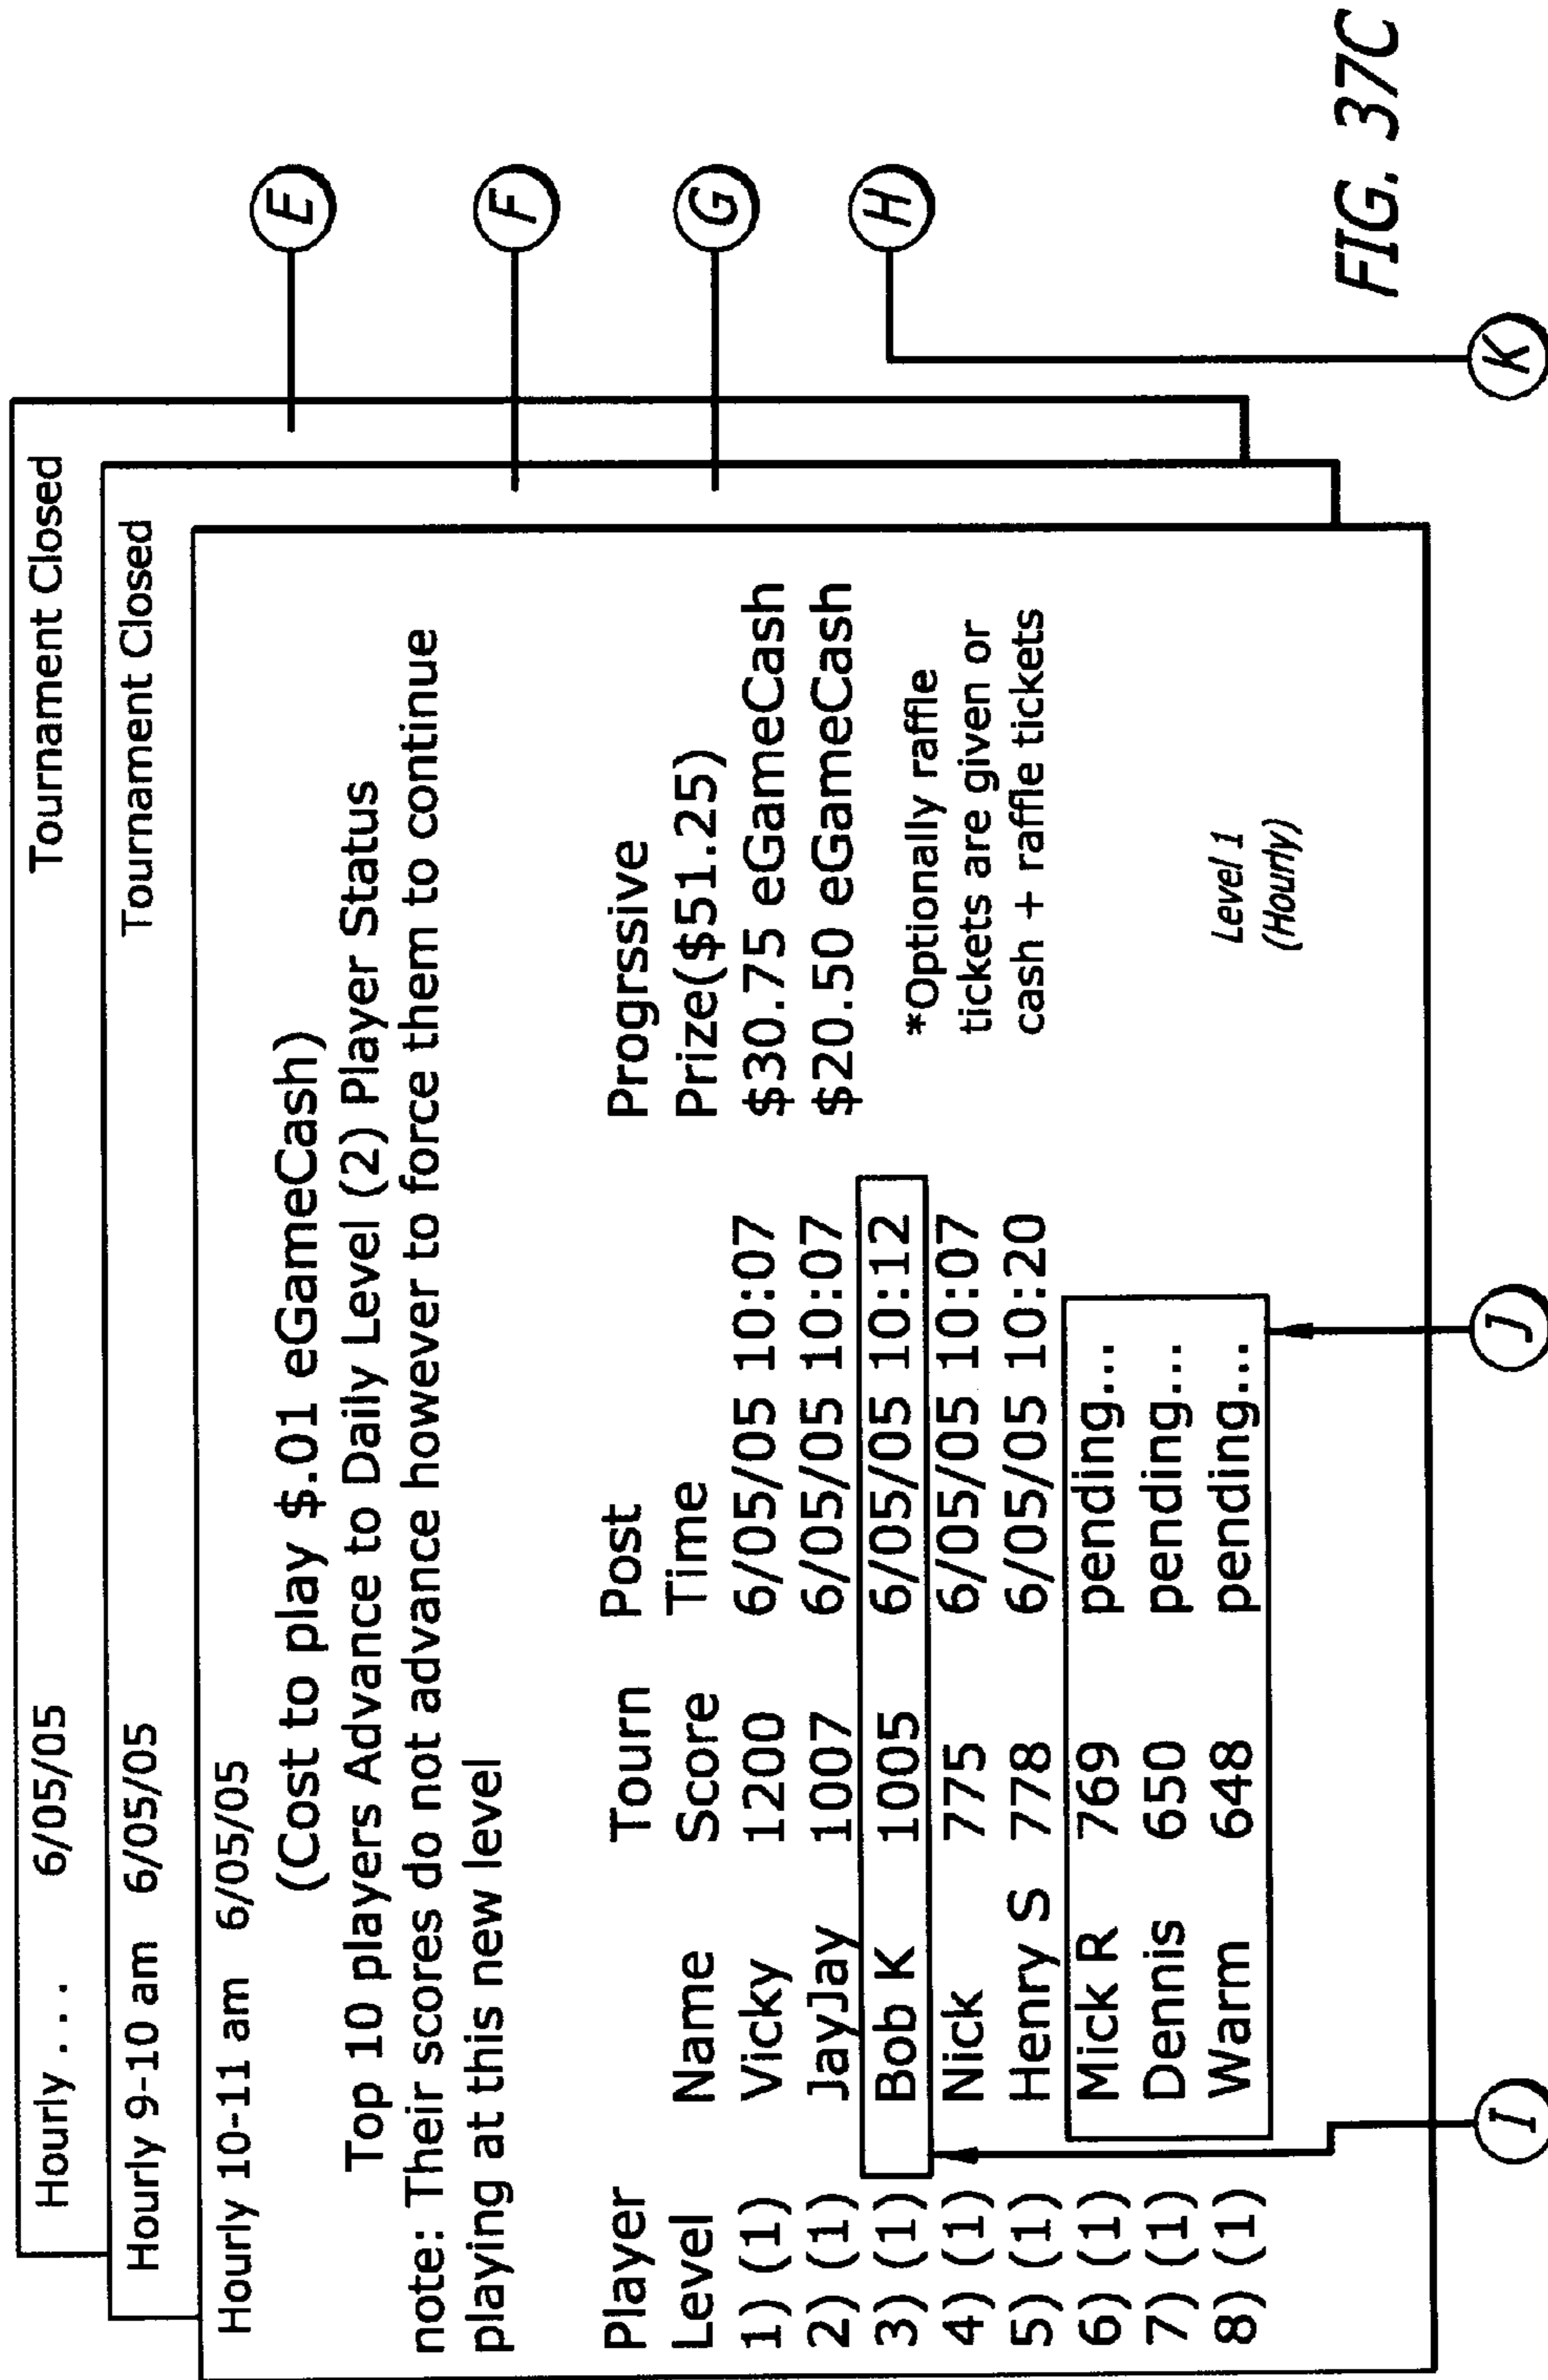 Hourly . . .    6/05/05    Tournament Closed
Hourly 9-10 am  6/05/05    Tournament Closed
Hourly 10-11 am  6/05/05
(Cost to play $.01 eGameCash)
Top 10 players Advance to Daily Level (2) Player Status
note: Their scores do not advance however to force them to continue
playing at this new level
Player    Tourn    Post    Progrssive
Level    Name    Score    Time    Prize($51.25)
1) (1)    Vicky    1200    6/05/05 10:07    $30.75 eGameCash
2) (1)    JayJay    1007    6/05/05 10:07    $20.50 eGameCash
3) (1)    Bob K    1005    6/05/05 10:12
4) (1)    Nick    775    6/05/05 10:07
5) (1)    Henry S    778    6/05/05 10:20
6) (1)    Mick R    769    pending...
7) (1)    Dennis    650    pending...
8) (1)    Warm    648    pending...
*Optionally raffle
tickets are given or
cash + raffle tickets
Level 1
(Hourly)
E
F
G
H
I
J
K
FIG. 37C